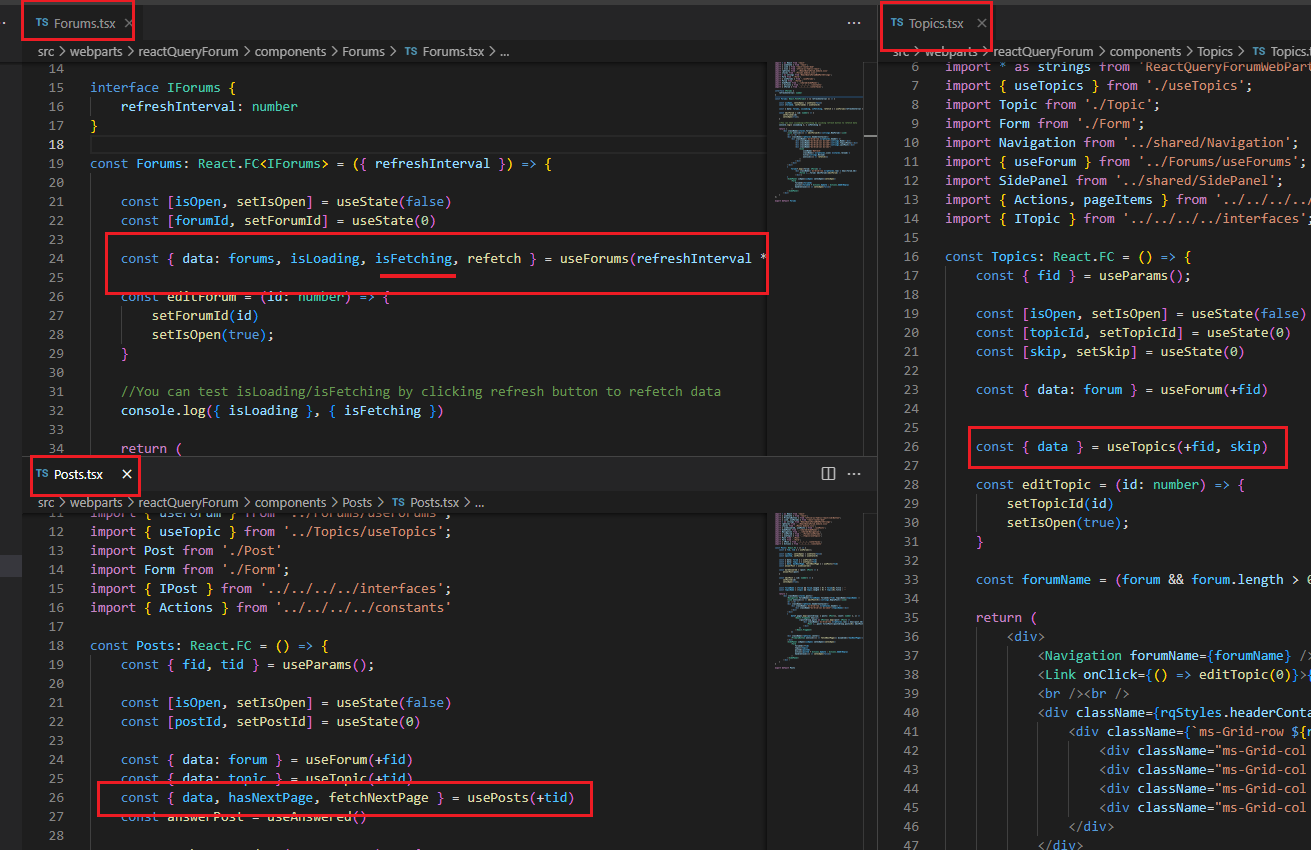 TS Forums.tsx ×
src > webparts > reactQueryForum > components > Forums > TS Forums.tsx > ...
14
15 interface IForums {
16 refreshInterval: number
17 }
18
19 const Forums: React.FC<IForums> = ({ refreshInterval }) => {
20
21 const [isOpen, setIsOpen] = useState(false)
22 const [forumId, setForumId] = useState(0)
23
24 const { data: forums, isLoading, isFetching, refetch } = useForums(refreshInterval *
25
26 const editForum = (id: number) => {
27 setForumId(id)
28 setIsOpen(true);
29 }
30
31 //You can test isLoading/isFetching by clicking refresh button to refetch data
32 console.log({ isLoading }, { isFetching })
33
34 return (
TS Posts.tsx ×
src > webparts > reactQueryForum > components > Posts > TS Posts.tsx > ...
11 import { useForum } from '../Forums/useForums';
12 import { useTopic } from '../Topics/useTopics';
13 import Post from './Post'
14 import Form from './Form';
15 import { IPost } from '../../../../interfaces';
16 import { Actions } from '../../../../constants'
17
18 const Posts: React.FC = () => {
19 const { fid, tid } = useParams();
20
21 const [isOpen, setIsOpen] = useState(false)
22 const [postId, setPostId] = useState(0)
23
24 const { data: forum } = useForum(+fid)
25 const { data: topic } = useTopic(+tid)
26 const { data, hasNextPage, fetchNextPage } = usePosts(+tid)
27 const answerPost = useAnswered()
28
TS Topics.tsx ×
src > webparts > reactQueryForum > components > Topics > TS Topics.t
6 import * as strings from 'ReactQueryForumWebPart
7 import { useTopics } from './useTopics';
8 import Topic from './Topic';
9 import Form from './Form';
10 import Navigation from '../shared/Navigation';
11 import { useForum } from '../Forums/useForums';
12 import SidePanel from '../shared/SidePanel';
13 import { Actions, pageItems } from '../../../../
14 import { ITopic } from '../../../../interfaces';
15
16 const Topics: React.FC = () => {
17 const { fid } = useParams();
18
19 const [isOpen, setIsOpen] = useState(false)
20 const [topicId, setTopicId] = useState(0)
21 const [skip, setSkip] = useState(0)
22
23 const { data: forum } = useForum(+fid)
24
25
26 const { data } = useTopics(+fid, skip)
27
28 const editTopic = (id: number) => {
29 setTopicId(id)
30 setIsOpen(true);
31 }
32
33 const forumName = (forum && forum.length > 0
34
35 return (
36 <div>
37 <Navigation forumName={forumName} />
38 <Link onClick={() => editTopic(0)}>{
39 <br /><br />
40 <div className={rqStyles.headerConta
41 <div className={`ms-Grid-row ${r
42 <div className="ms-Grid-col
43 <div className="ms-Grid-col
44 <div className="ms-Grid-col
45 <div className="ms-Grid-col
46 </div>
47 </div>